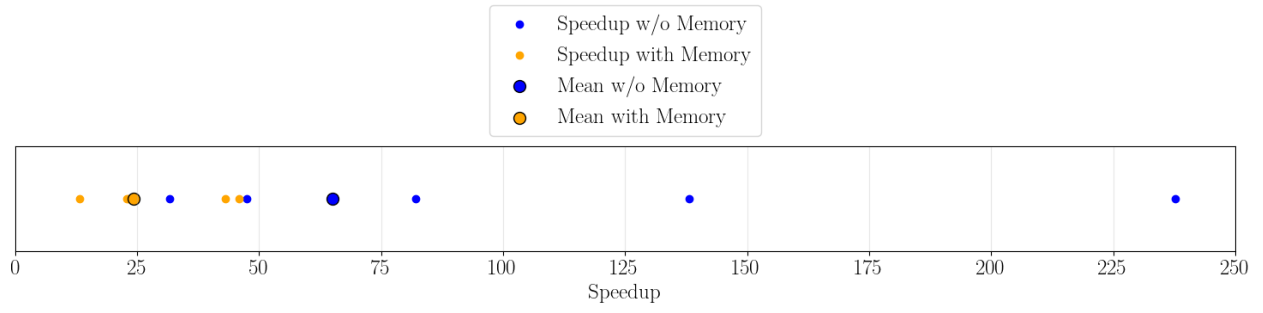 Speedup w/o Memory
Speedup with Memory
Mean w/o Memory
Mean with Memory
0 25 50 75 100 125 150 175 200 225 250
Speedup